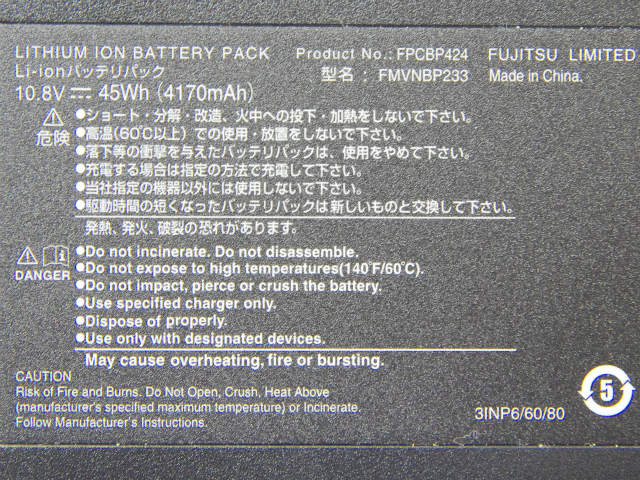 LITHIUM ION BATTERY PACK Product No.: FPCBP424 FUJITSU LIMITED
Li-ionバッテリパック 型名: FMVNBP233 Made in China.
10.8V⎓ 45Wh (4170mAh)
●ショート・分解・改造、火中への投下・加熱をしないで下さい。
危険 ●高温(60℃以上)での使用・放置をしないで下さい。
●落下等の衝撃を与えたバッテリパックは、使用をやめて下さい。
●充電する場合は指定の方法で充電して下さい。
●当社指定の機器以外には使用しないで下さい。
●駆動時間の短くなったバッテリパックは新しいものと交換して下さい。
発熱、発火、破裂の恐れがあります。
●Do not incinerate. Do not disassemble.
DANGER ●Do not expose to high temperatures(140°F/60°C).
●Do not impact, pierce or crush the battery.
●Use specified charger only.
●Dispose of properly.
●Use only with designated devices.
May cause overheating, fire or bursting.
CAUTION
Risk of Fire and Burns. Do Not Open, Crush, Heat Above
(manufacturer's specified maximum temperature) or Incinerate.
Follow Manufacturer's Instructions.
5
3INP6/60/80